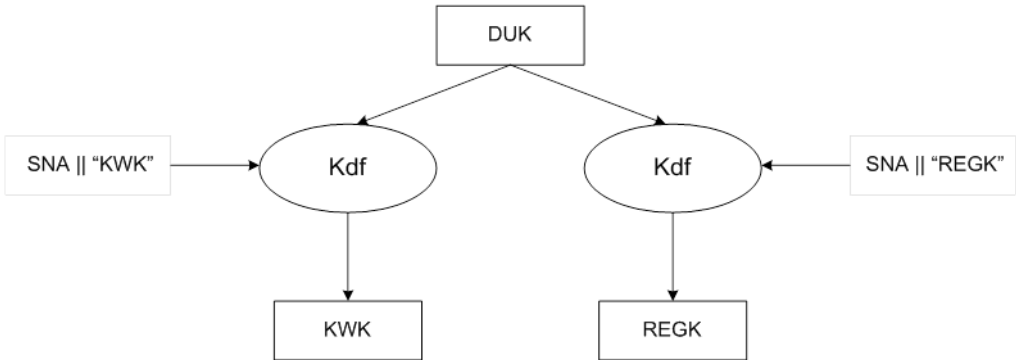 DUK
SNA || “KWK”
Kdf
Kdf
SNA || “REGK”
KWK
REGK